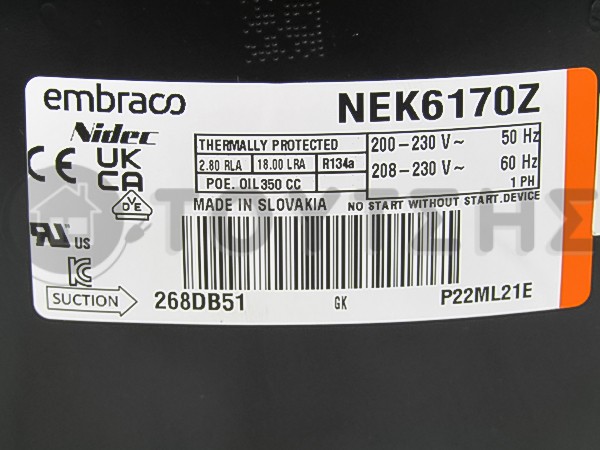 embraco
NEK6170Z
Nidec
THERMALLY PROTECTED
2.80 RLA 18.00 LRA R134a
POE. OIL 350 CC
200-230 V~ 50 Hz
208-230 V~ 60 Hz
1 PH
CE UK CA
VDE
MADE IN SLOVAKIA NO START WITHOUT START.DEVICE
ΤΟΥΤΖΗΣ
US
SUCTION
268DB51 GK P22ML21E